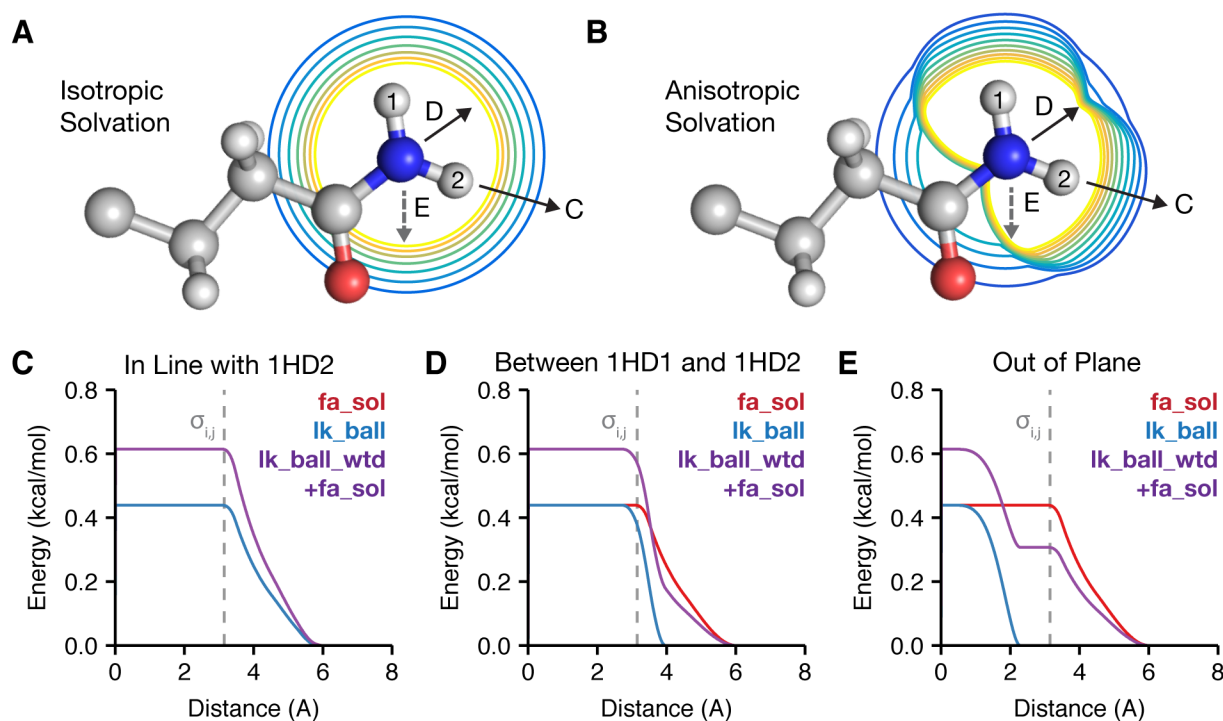 A
Isotropic
Solvation
1
2
D
C
E
B
Anisotropic
Solvation
1
2
D
C
E
C
In Line with 1HD2
Energy (kcal/mol)
0.8
0.6
0.4
0.2
0.0
σi,j
fa_sol
lk_ball
lk_ball_wtd
+fa_sol
0 2 4 6 8
Distance (A)
D
Between 1HD1 and 1HD2
Energy (kcal/mol)
0.8
0.6
0.4
0.2
0.0
σi,j
fa_sol
lk_ball
lk_ball_wtd
+fa_sol
0 2 4 6 8
Distance (A)
E
Out of Plane
Energy (kcal/mol)
0.8
0.6
0.4
0.2
0.0
σi,j
fa_sol
lk_ball
lk_ball_wtd
+fa_sol
0 2 4 6 8
Distance (A)